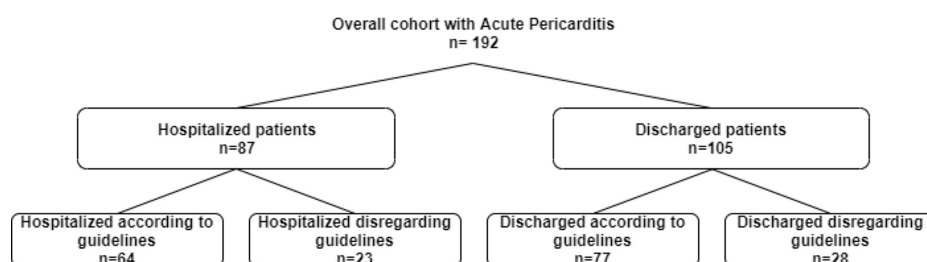 Overall cohort with Acute Pericarditis
n= 192
Hospitalized patients
n=87
Discharged patients
n=105
Hospitalized according to
guidelines
n=64
Hospitalized disregarding
guidelines
n=23
Discharged according to
guidelines
n=77
Discharged disregarding
guidelines
n=28